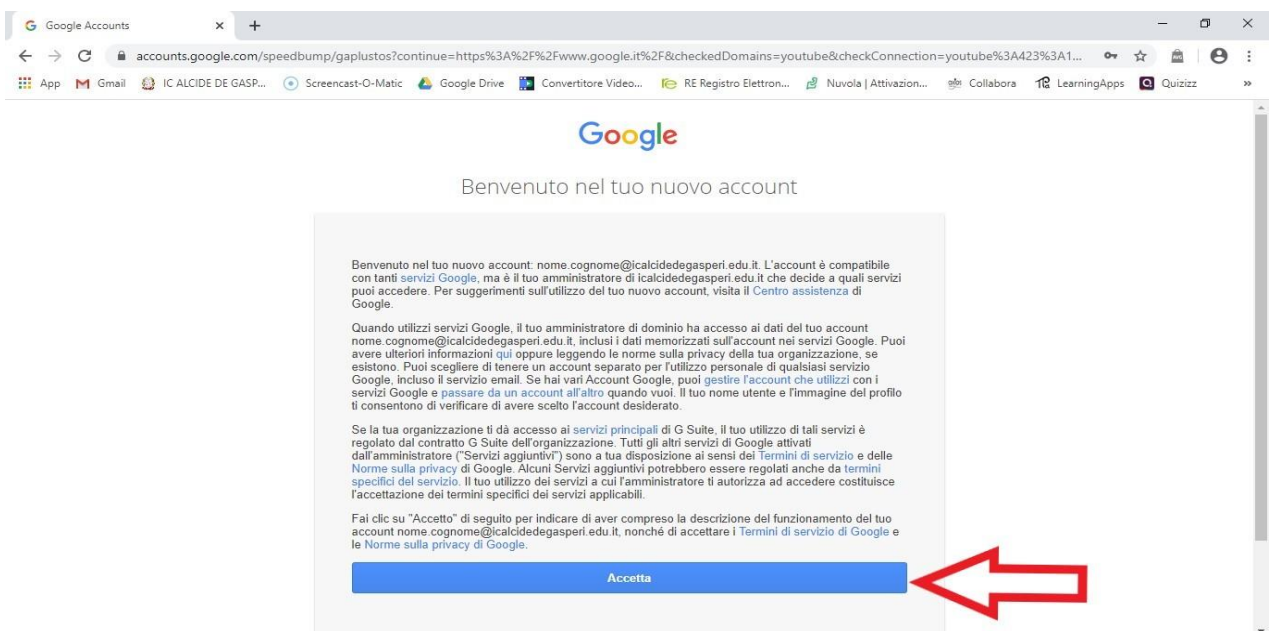 Google Accounts
accounts.google.com/speedbump/gaplustos?continue=https%3A%2F%2Fwww.google.it%2F&checkedDomains=youtube&checkConnection=youtube%3A423%3A1...
App Gmail IC ALCIDE DE GASP... Screencast-O-Matic Google Drive Convertitore Video... RE Registro Elettron... Nuvola | Attivazion... Collabora LearningApps Quizizz »
Google
Benvenuto nel tuo nuovo account
Benvenuto nel tuo nuovo account: nome.cognome@icalcidedegasperi.edu.it. L'account è compatibile
con tanti servizi Google, ma è il tuo amministratore di icalcidedegasperi.edu.it che decide a quali servizi
puoi accedere. Per suggerimenti sull'utilizzo del tuo nuovo account, visita il Centro assistenza di
Google.
Quando utilizzi servizi Google, il tuo amministratore di dominio ha accesso ai dati del tuo account
nome.cognome@icalcidedegasperi.edu.it, inclusi i dati memorizzati sull'account nei servizi Google. Puoi
avere ulteriori informazioni qui oppure leggendo le norme sulla privacy della tua organizzazione, se
esistono. Puoi scegliere di tenere un account separato per l'utilizzo personale di qualsiasi servizio
Google, incluso il servizio email. Se hai vari Account Google, puoi gestire l'account che utilizzi con i
servizi Google e passare da un account all'altro quando vuoi. Il tuo nome utente e l'immagine del profilo
ti consentono di verificare di avere scelto l'account desiderato.
Se la tua organizzazione ti dà accesso ai servizi principali di G Suite, il tuo utilizzo di tali servizi è
regolato dal contratto G Suite dell'organizzazione. Tutti gli altri servizi di Google attivati
dall'amministratore ("Servizi aggiuntivi") sono a tua disposizione ai sensi dei Termini di servizio e delle
Norme sulla privacy di Google. Alcuni Servizi aggiuntivi potrebbero essere regolati anche da termini
specifici del servizio. Il tuo utilizzo dei servizi a cui l'amministratore ti autorizza ad accedere costituisce
l'accettazione dei termini specifici dei servizi applicabili.
Fai clic su "Accetto" di seguito per indicare di aver compreso la descrizione del funzionamento del tuo
account nome.cognome@icalcidedegasperi.edu.it, nonché di accettare i Termini di servizio di Google e
le Norme sulla privacy di Google.
Accetta